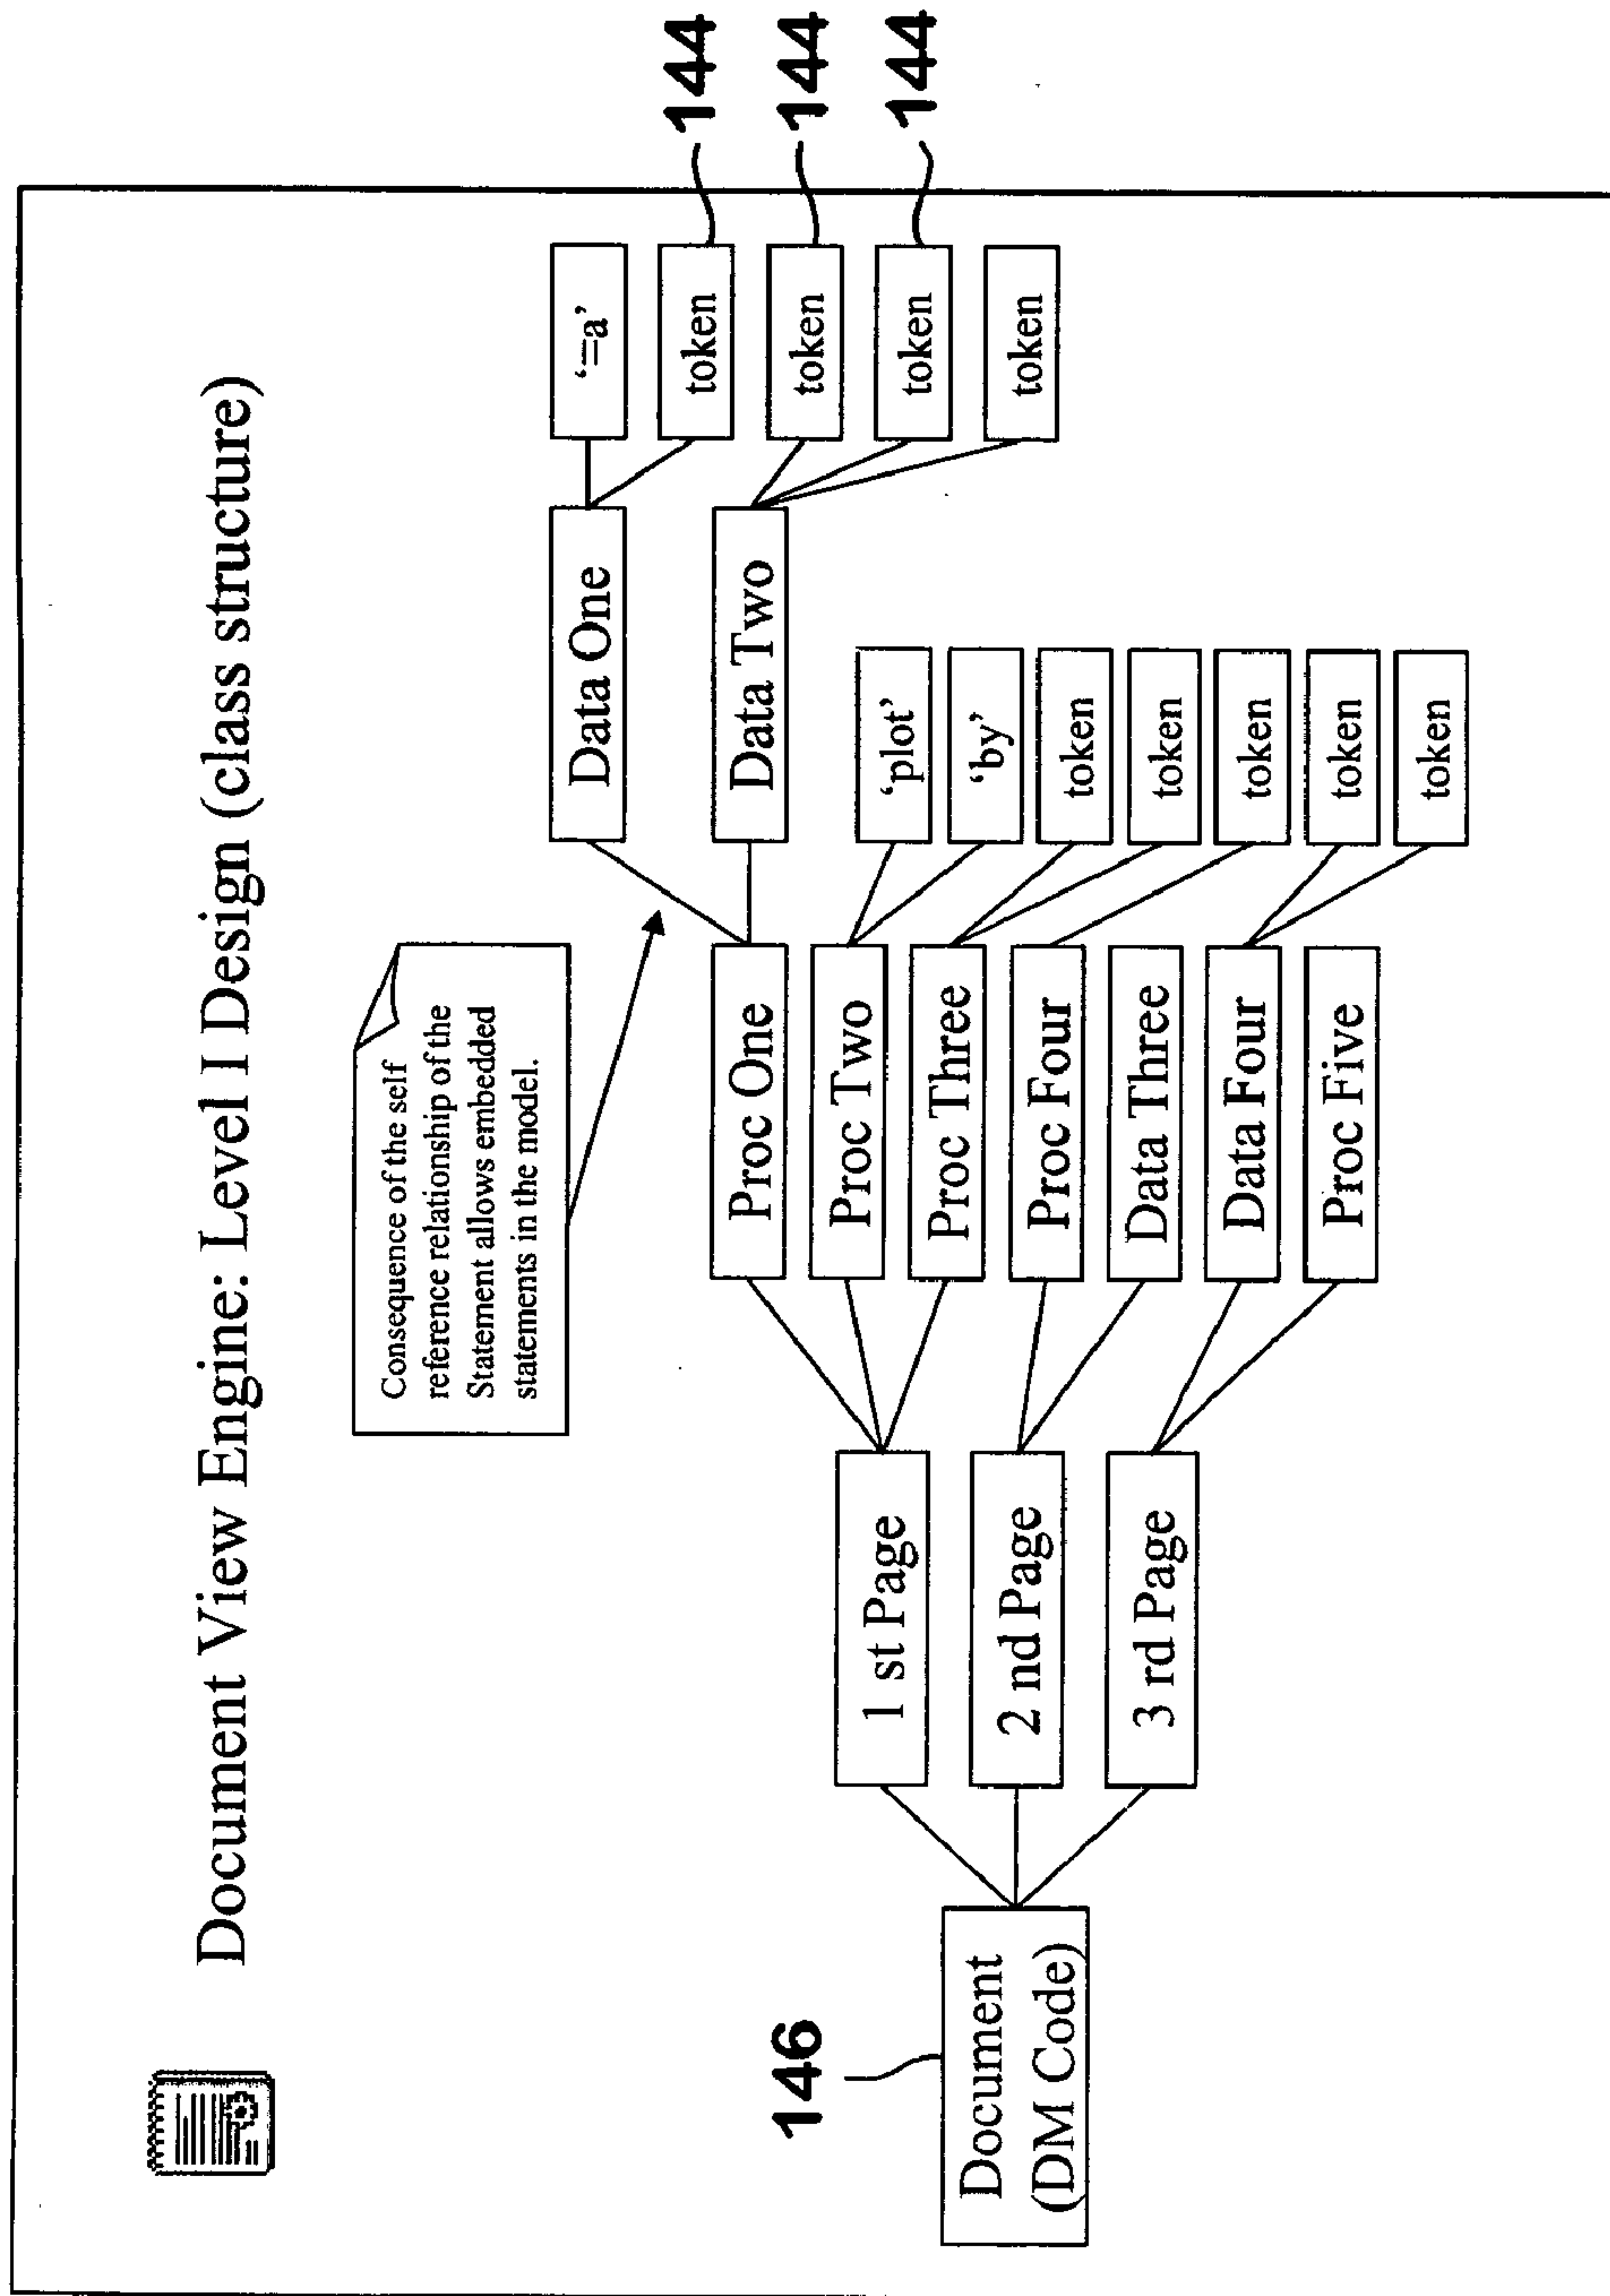 Document View Engine: Level I Design (class structure)
Consequence of the self
reference relationship of the
Statement allows embedded
statements in the model.
146
Document
(DM Code)
1 st Page
2 nd Page
3 rd Page
Proc One
Proc Two
Proc Three
Proc Four
Data Three
Data Four
Proc Five
Data One
Data Two
‘plot’
‘by’
token
token
token
token
token
‘=a’
token
token
token
token
144
144
144